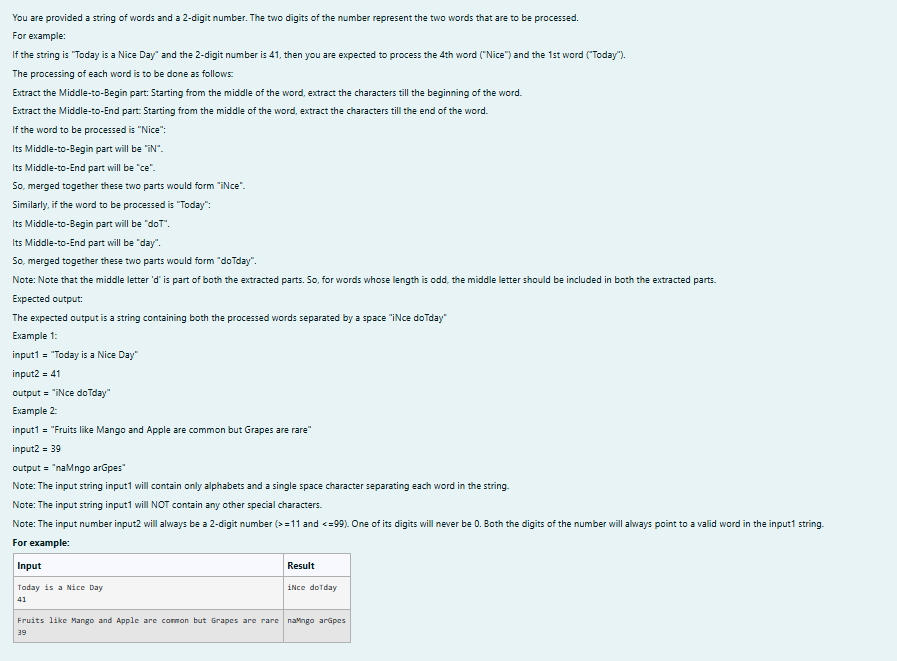 You are provided a string of words and a 2-digit number. The two digits of the number represent the two words that are to be processed.
For example:
If the string is "Today is a Nice Day" and the 2-digit number is 41, then you are expected to process the 4th word ("Nice") and the 1st word ("Today").
The processing of each word is to be done as follows:
Extract the Middle-to-Begin part: Starting from the middle of the word, extract the characters till the beginning of the word.
Extract the Middle-to-End part: Starting from the middle of the word, extract the characters till the end of the word.
If the word to be processed is "Nice":
Its Middle-to-Begin part will be "iN".
Its Middle-to-End part will be "ce".
So, merged together these two parts would form "iNce".
Similarly, if the word to be processed is "Today":
Its Middle-to-Begin part will be "doT".
Its Middle-to-End part will be "day".
So, merged together these two parts would form "doTday".
Note: Note that the middle letter 'd' is part of both the extracted parts. So, for words whose length is odd, the middle letter should be included in both the extracted parts.
Expected output:
The expected output is a string containing both the processed words separated by a space "iNce doTday"
Example 1:
input1 = "Today is a Nice Day"
input2 = 41
output = "iNce doTday"
Example 2:
input1 = "Fruits like Mango and Apple are common but Grapes are rare"
input2 = 39
output = "naMngo arGpes"
Note: The input string input1 will contain only alphabets and a single space character separating each word in the string.
Note: The input string input1 will NOT contain any other special characters.
Note: The input number input2 will always be a 2-digit number (>=11 and <=99). One of its digits will never be 0. Both the digits of the number will always point to a valid word in the input1 string.
For example:
Input Result
Today is a Nice Day iNce doTday
41
Fruits like Mango and Apple are common but Grapes are rare naMngo arGpes
39